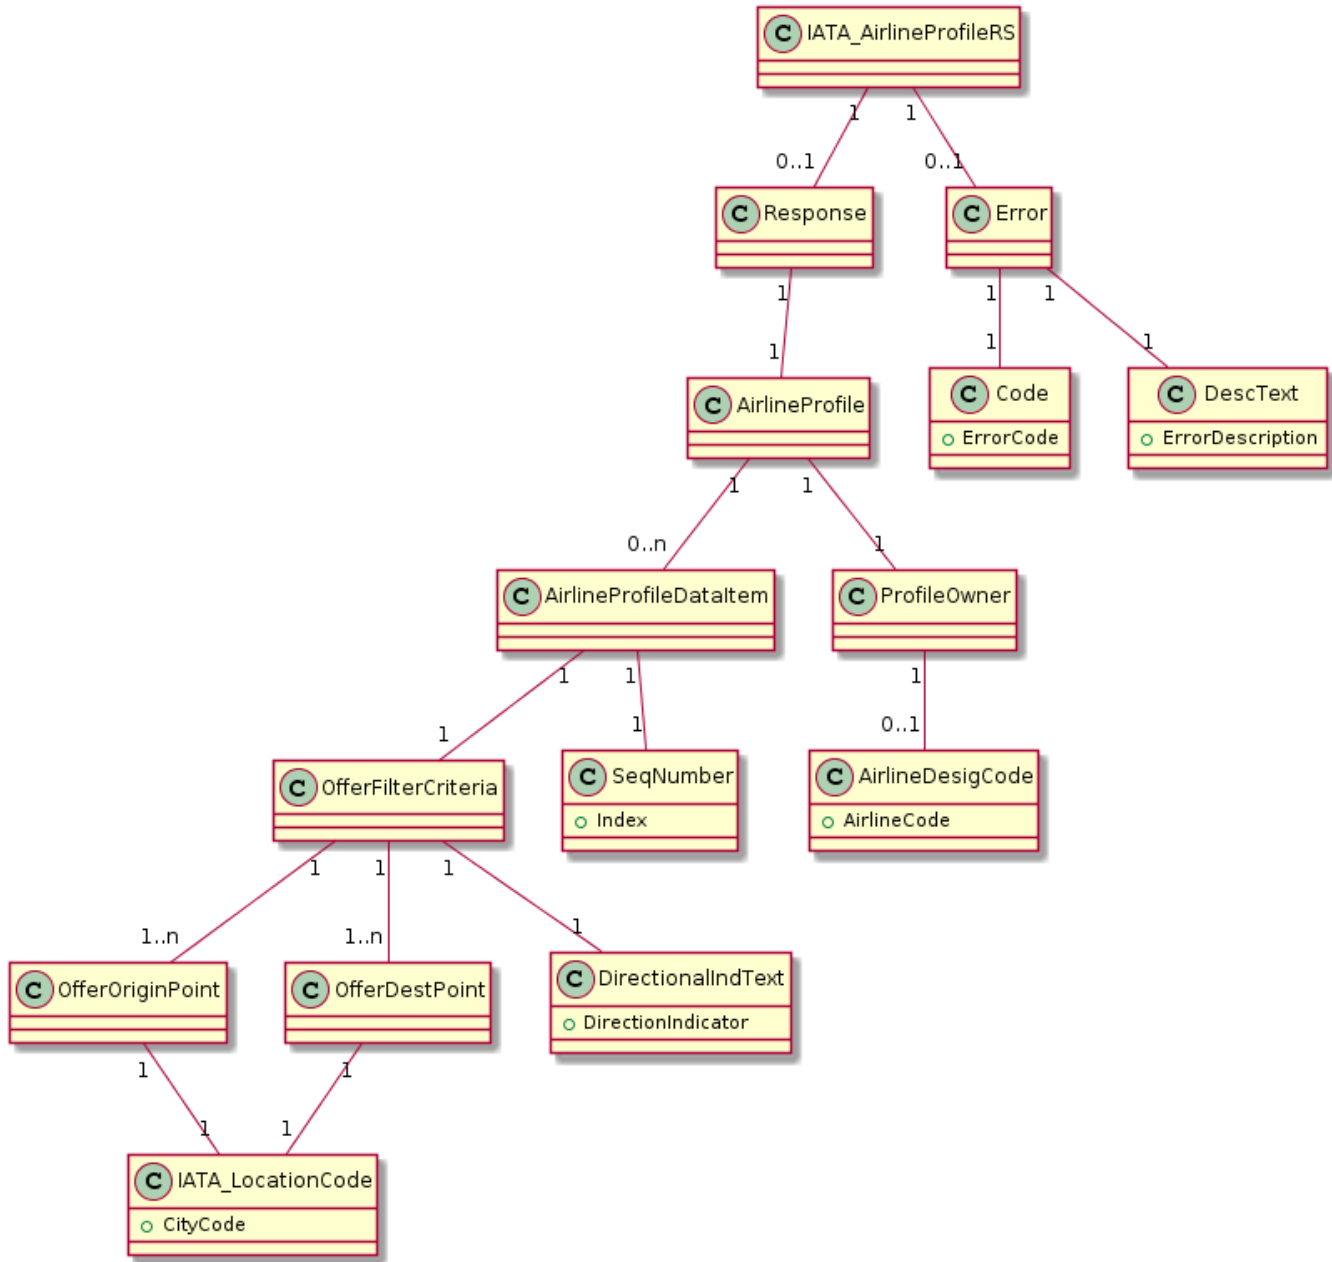 C IATA_AirlineProfileRS
1 1
0..1 0..1
C Response C Error
1 1 1
1 1 1
C AirlineProfile C Code C DescText
ErrorCode ErrorDescription
1 1
0..n 1
C AirlineProfileDataItem C ProfileOwner
1 1 1
1 1 0..1
C OfferFilterCriteria C SeqNumber C AirlineDesigCode
Index AirlineCode
1 1 1
1..n 1..n 1
C OfferOriginPoint C OfferDestPoint C DirectionalIndText
DirectionIndicator
1 1
1 1
C IATA_LocationCode
CityCode